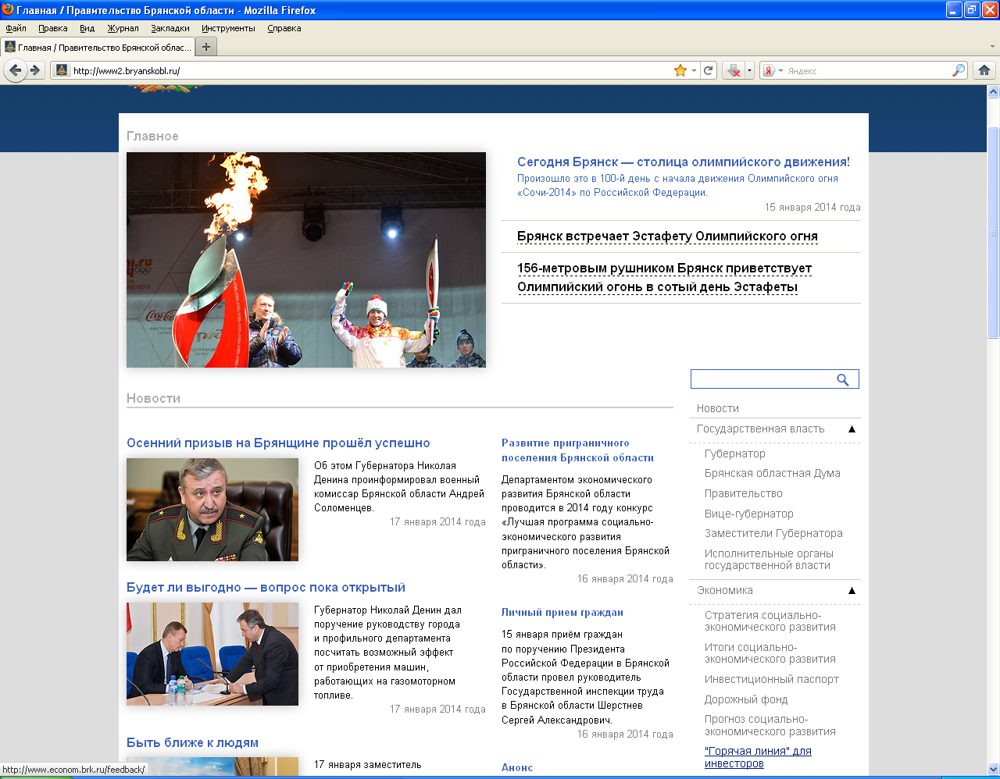 Главная / Правительство Брянской области - Mozilla Firefox
Файл Правка Вид Журнал Закладки Инструменты Справка
Главная / Правительство Брянской облас...
http://www2.bryanskobl.ru/
Яндекс
Главное
Сегодня Брянск — столица олимпийского движения!
Произошло это в 100-й день с начала движения Олимпийского огня
«Сочи-2014» по Российской Федерации.
15 января 2014 года
Брянск встречает Эстафету Олимпийского огня
156-метровым рушником Брянск приветствует
Олимпийский огонь в сотый день Эстафеты
Coca-Cola
Новости
Осенний призыв на Брянщине прошёл успешно
Об этом Губернатора Николая
Денина проинформировал военный
комиссар Брянской области Андрей
Соломенцев.
17 января 2014 года
Будет ли выгодно — вопрос пока открытый
Губернатор Николай Денин дал
поручение руководству города
и профильного департамента
посчитать возможный эффект
от приобретения машин,
работающих на газомоторном
топливе.
17 января 2014 года
Быть ближе к людям
17 января заместитель
Развитие приграничного
поселения Брянской области
Департаментом экономического
развития Брянской области
проводится в 2014 году конкурс
«Лучшая программа социально-
экономического развития
приграничного поселения Брянской
области».
16 января 2014 года
Личный прием граждан
15 января приём граждан
по поручению Президента
Российской Федерации в Брянской
области провел руководитель
Государственной инспекции труда
в Брянской области Шерстнев
Сергей Александрович.
16 января 2014 года
Анонс
Новости
Государственная власть
Губернатор
Брянская областная Дума
Правительство
Вице-губернатор
Заместители Губернатора
Исполнительные органы
государственной власти
Экономика
Стратегия социально-
экономического развития
Итоги социально-
экономического развития
Инвестиционный паспорт
Дорожный фонд
Прогноз социально-
экономического развития
"Горячая линия" для
инвесторов
http://www.econom.brk.ru/feedback/